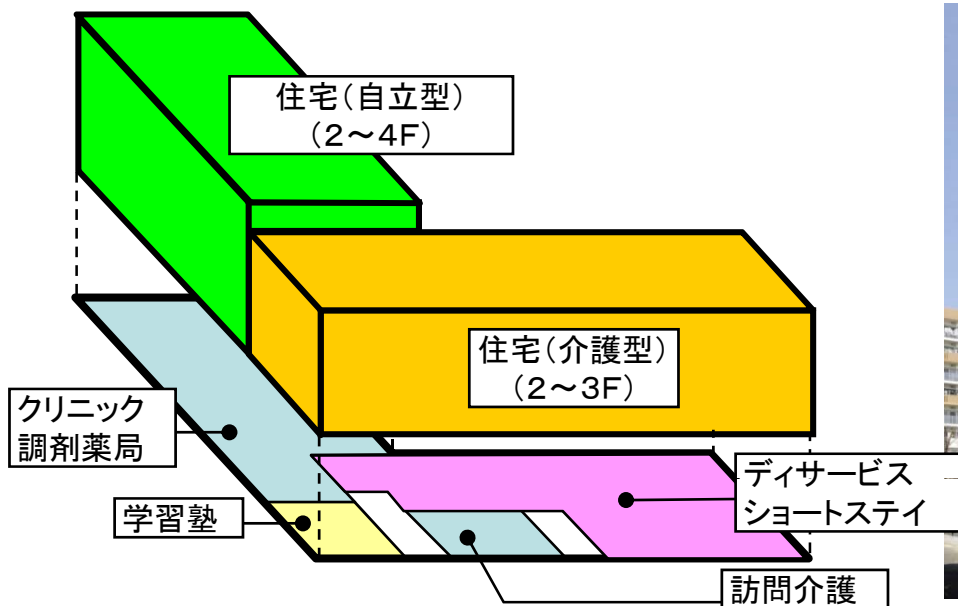 住宅(自立型)
(2～4F)
住宅(介護型)
(2～3F)
クリニック
調剤薬局
学習塾
ディサービス
ショートステイ
訪問介護